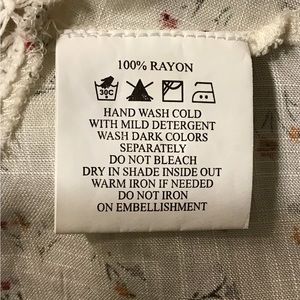 100% RAYON
30C
HAND WASH COLD
WITH MILD DETERGENT
WASH DARK COLORS
SEPARATELY
DO NOT BLEACH
DRY IN SHADE INSIDE OUT
WARM IRON IF NEEDED
DO NOT IRON
ON EMBELLISHMENT